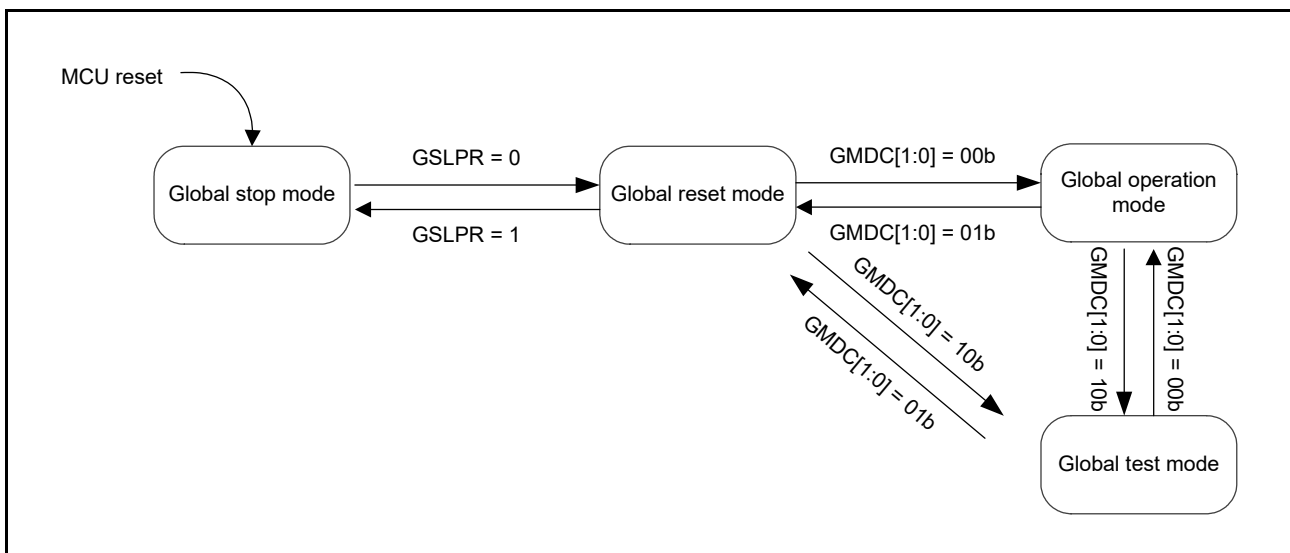 MCU reset
GSLPR = 0
GMDC[1:0] = 00b
Global stop mode
Global reset mode
Global operation
mode
GSLPR = 1
GMDC[1:0] = 01b
GMDC[1:0] = 10b
GMDC[1:0] = 01b
GMDC[1:0] = 10b
GMDC[1:0] = 00b
Global test mode